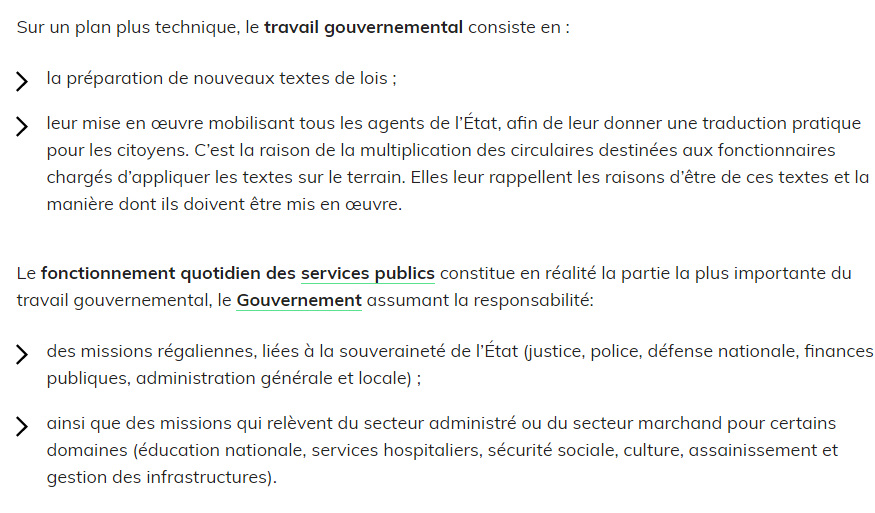 Sur un plan plus technique, le travail gouvernemental consiste en :
la préparation de nouveaux textes de lois ;
leur mise en œuvre mobilisant tous les agents de l’État, afin de leur donner une traduction pratique
pour les citoyens. C’est la raison de la multiplication des circulaires destinées aux fonctionnaires
chargés d’appliquer les textes sur le terrain. Elles leur rappellent les raisons d’être de ces textes et la
manière dont ils doivent être mis en œuvre.
Le fonctionnement quotidien des services publics constitue en réalité la partie la plus importante du
travail gouvernemental, le Gouvernement assumant la responsabilité:
des missions régaliennes, liées à la souveraineté de l’État (justice, police, défense nationale, finances
publiques, administration générale et locale) ;
ainsi que des missions qui relèvent du secteur administré ou du secteur marchand pour certains
domaines (éducation nationale, services hospitaliers, sécurité sociale, culture, assainissement et
gestion des infrastructures).